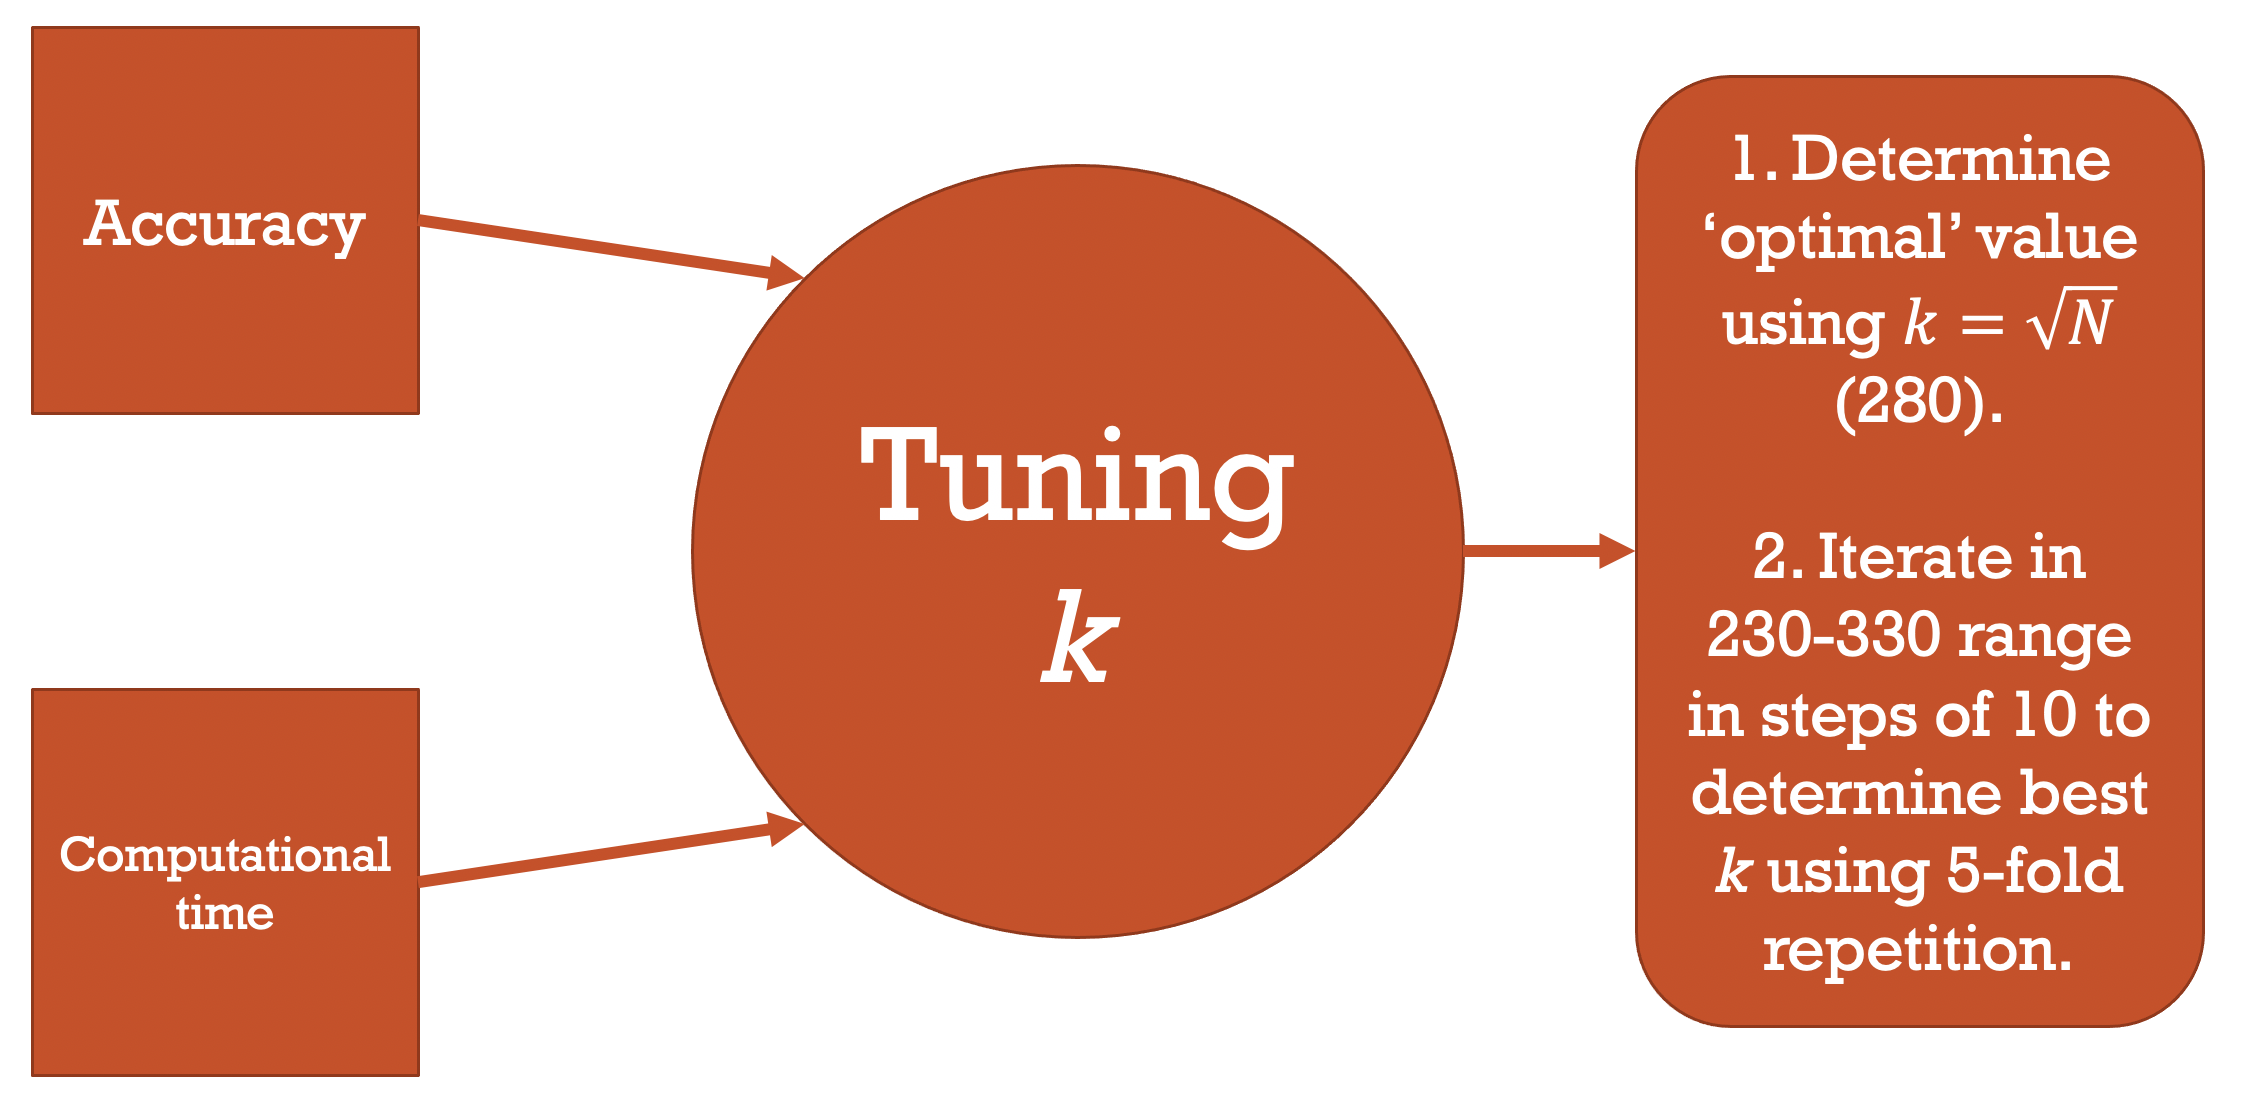 Accuracy
Computational
time
Tuning
k
1. Determine
‘optimal’ value
using k = √N
(280).
2. Iterate in
230-330 range
in steps of 10 to
determine best
k using 5-fold
repetition.